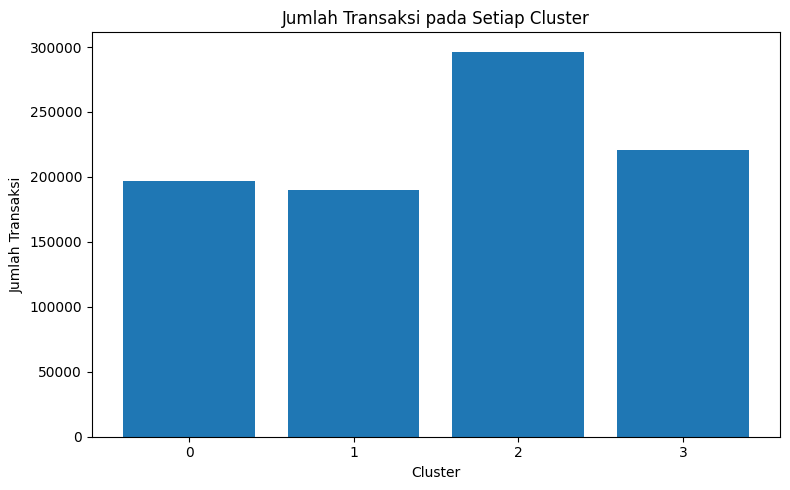 Jumlah Transaksi pada Setiap Cluster
Jumlah Transaksi
300000
250000
200000
150000
100000
50000
0
0 1 2 3
Cluster